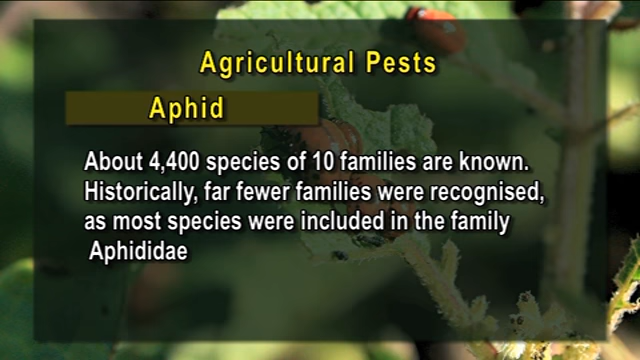 Agricultural Pests
Aphid
About 4,400 species of 10 families are known.
Historically, far fewer families were recognised,
as most species were included in the family
Aphididae